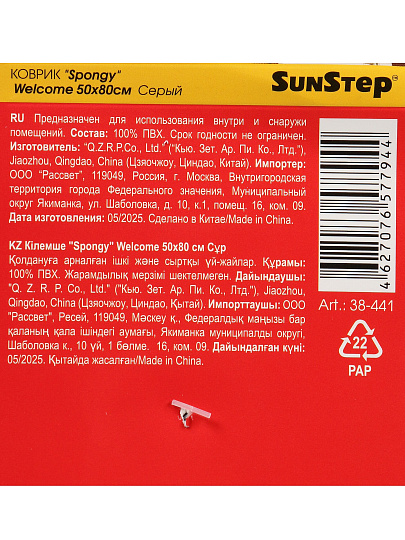 КОВРИК "Spongy"
Welcome 50x80см Серый
SUNSTEP™
RU Предназначен для использования внутри и снаружи
помещений. Состав: 100% ПВХ. Срок годности не ограничен.
Изготовитель: "Q.Z.R.P.Co., Ltd." ("Кью. Зет. Ар. Пи. Ко., Лтд."),
Jiaozhou, Qingdao, China (Цзяочжоу, Циндао, Китай). Импортер:
ООО "Рассвет", 119049, Россия, г. Москва, Внутригородская
территория города Федерального значения, Муниципальный
округ Якиманка, ул. Шаболовка, д. 10, к.1, помещ. 16, ком. 09.
Дата изготовления: 05/2025. Сделано в Китае/Made in China.
KZ Кілемше "Spongy" Welcome 50x80 см Сұр
Қолдануға арналған ішкі және сыртқы үй-жайлар. Құрамы:
100% ПВХ. Жарамдылық мерзімі шектелмеген. Дайындаушы:
"Q. Z. R. P. Co., Ltd." ("Кью. Зет. Ар. Пи. Ко., Лтд."), Jiaozhou,
Qingdao, China (Цзяочжоу, Циндао, Қытай). Импорттаушы: ООО
"Рассвет", Ресей, 119049, Мәскеу қ., Федералдық маңызы бар
қаланың қала ішіндегі аумағы, Якиманка муниципалды округі,
Шаболовка к., 10 үй, 1 бөлме. 16, ком. 09. Дайындалған күні:
05/2025. Қытайда жасалған/Made in China.
4627076577944
Art.: 38-441
22
PAP